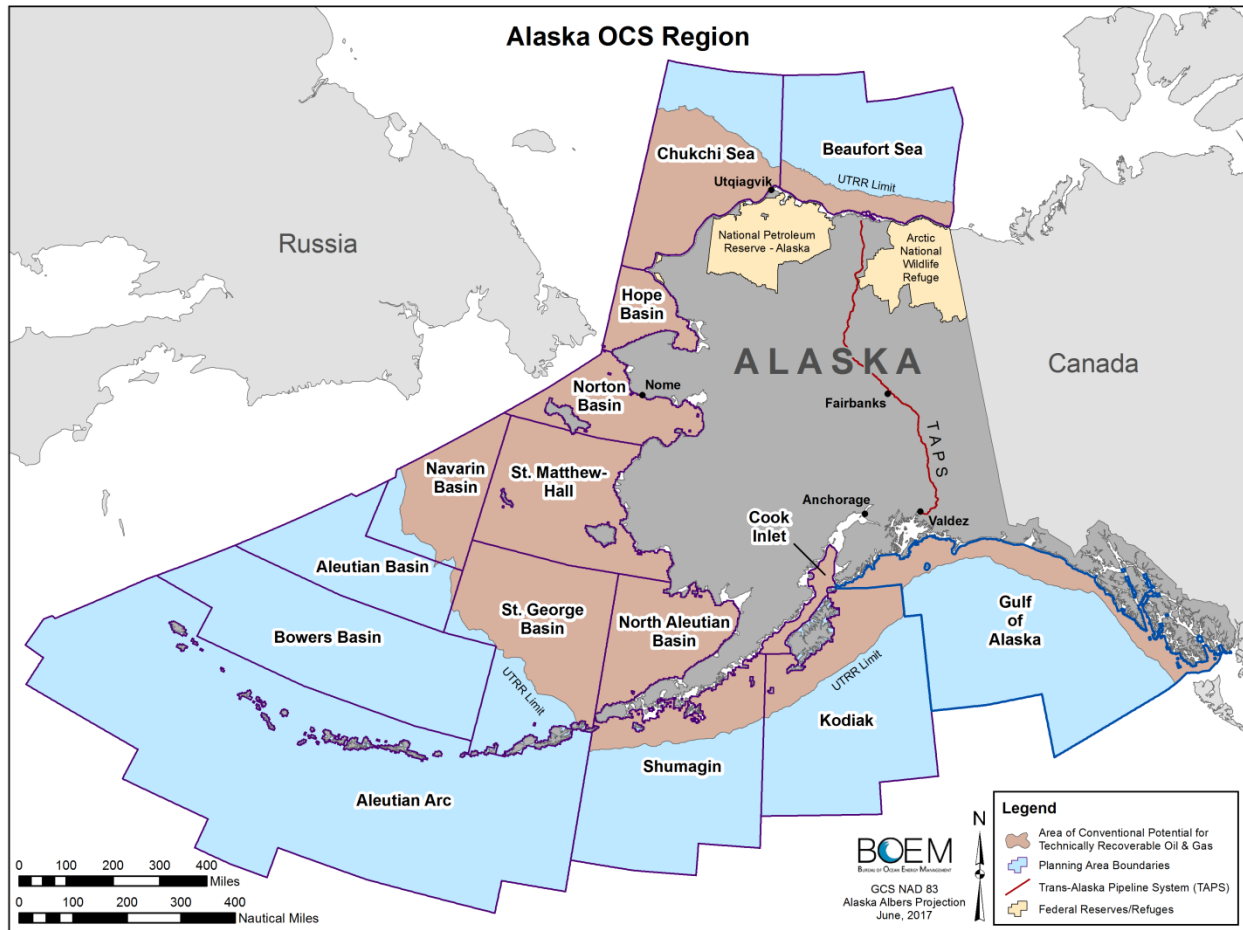 Alaska OCS Region
Chukchi Sea
Beaufort Sea
Utqiagvik
UTRR Limit
National Petroleum
Reserve - Alaska
Arctic
National
Wildlife
Refuge
Russia
Hope
Basin
ALASKA
Canada
Norton
Basin
Nome
Fairbanks
TAPS
Navarin
Basin
St. Matthew-
Hall
Anchorage
Valdez
Cook
Inlet
Aleutian Basin
St. George
Basin
North Aleutian
Basin
Gulf
of
Alaska
Bowers Basin
UTRR Limit
UTRR Limit
Kodiak
Shumagin
Aleutian Arc
0 100 200 300 400
Miles
0 100 200 300 400
Nautical Miles
BOEM
BUREAU OF OCEAN ENERGY MANAGEMENT
GCS NAD 83
Alaska Albers Projection
June, 2017
N
Legend
Area of Conventional Potential for
Technically Recoverable Oil & Gas
Planning Area Boundaries
Trans-Alaska Pipeline System (TAPS)
Federal Reserves/Refuges